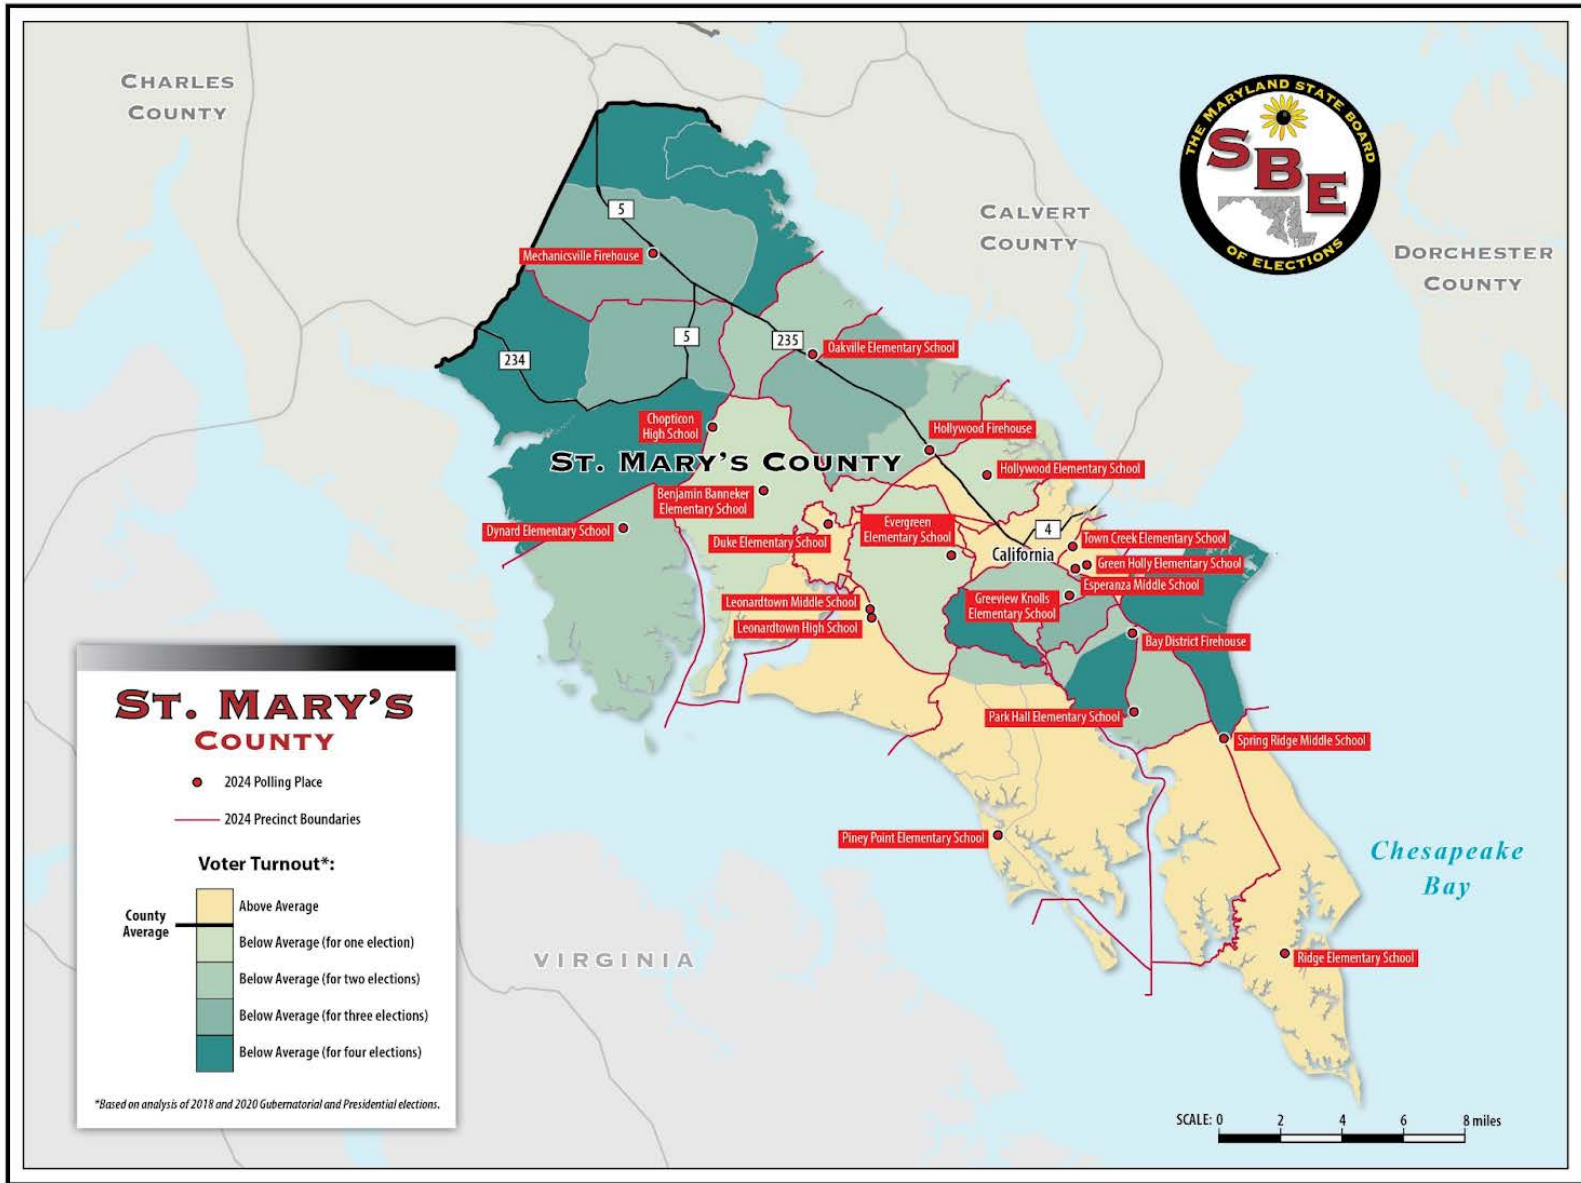 CHARLES
COUNTY
THE MARYLAND STATE BOARD
SBE
OF ELECTIONS
CALVERT
COUNTY
DORCHESTER
COUNTY
5
Mechanicsville Firehouse
5
235
Oakville Elementary School
234
Chopticon
High School
Hollywood Firehouse
ST. MARY'S COUNTY
Hollywood Elementary School
Benjamin Banneker
Elementary School
Dynard Elementary School
Duke Elementary School
Evergreen
Elementary School
4
California
Town Creek Elementary School
Green Holly Elementary School
Esperanza Middle School
Greeview Knolls
Elementary School
Leonardtown Middle School
Leonardtown High School
Bay District Firehouse
Park Hall Elementary School
Spring Ridge Middle School
Piney Point Elementary School
Chesapeake
Bay
Ridge Elementary School
VIRGINIA
ST. MARY'S
COUNTY
2024 Polling Place
2024 Precinct Boundaries
Voter Turnout*:
Above Average
County
Average
Below Average (for one election)
Below Average (for two elections)
Below Average (for three elections)
Below Average (for four elections)
*Based on analysis of 2018 and 2020 Gubernatorial and Presidential elections.
SCALE: 0 2 4 6 8 miles